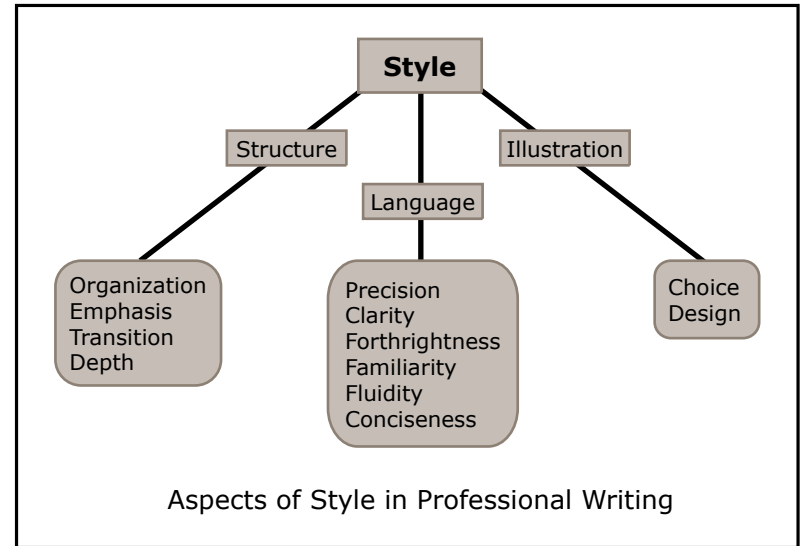 Style
Structure
Illustration
Language
Organization
Emphasis
Transition
Depth
Precision
Clarity
Forthrightness
Familiarity
Fluidity
Conciseness
Choice
Design
Aspects of Style in Professional Writing